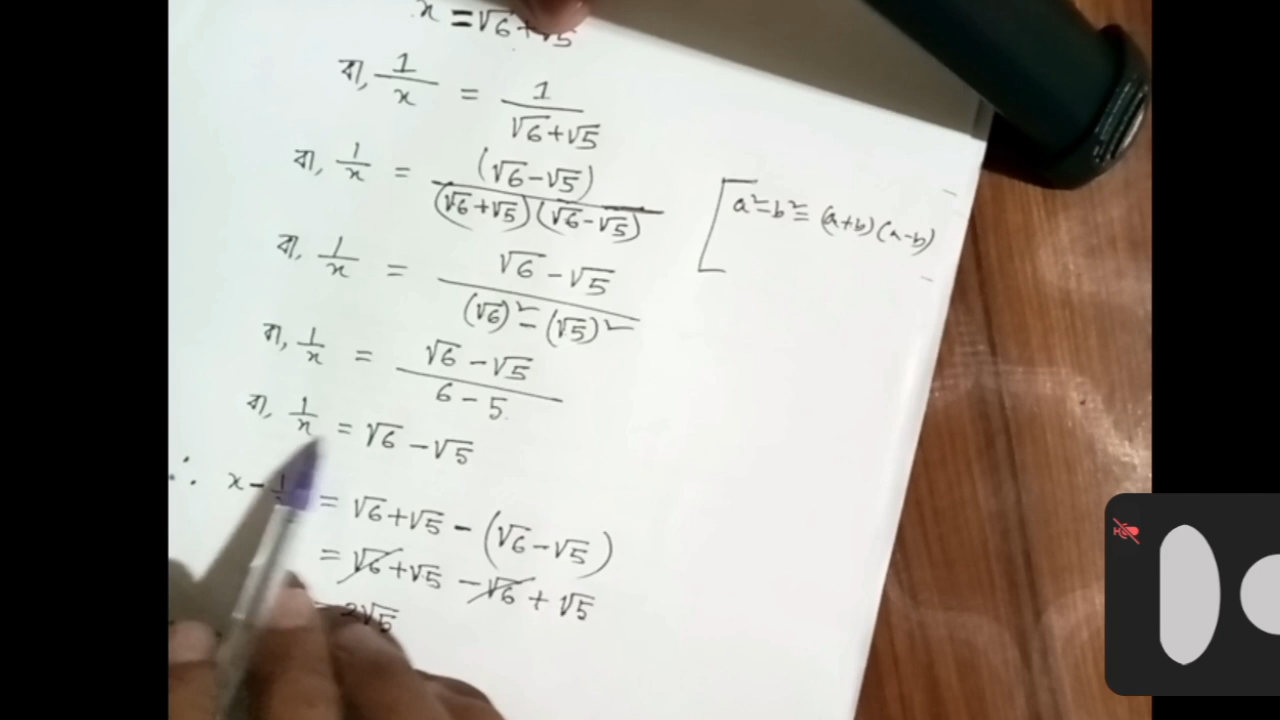 x = √6 + √5
বা, 1/x = 1/(√6+√5)
বা, 1/x = (√6-√5)/((√6+√5)(√6-√5)) [a²-b² = (a+b)(a-b)
বা, 1/x = (√6-√5)/((√6)²-(√5)²)
বা, 1/x = (√6-√5)/(6-5)
বা, 1/x = √6-√5
∴ x - 1 = √6+√5 - (√6-√5)
= √6+√5 - √6 + √5
= 2√5